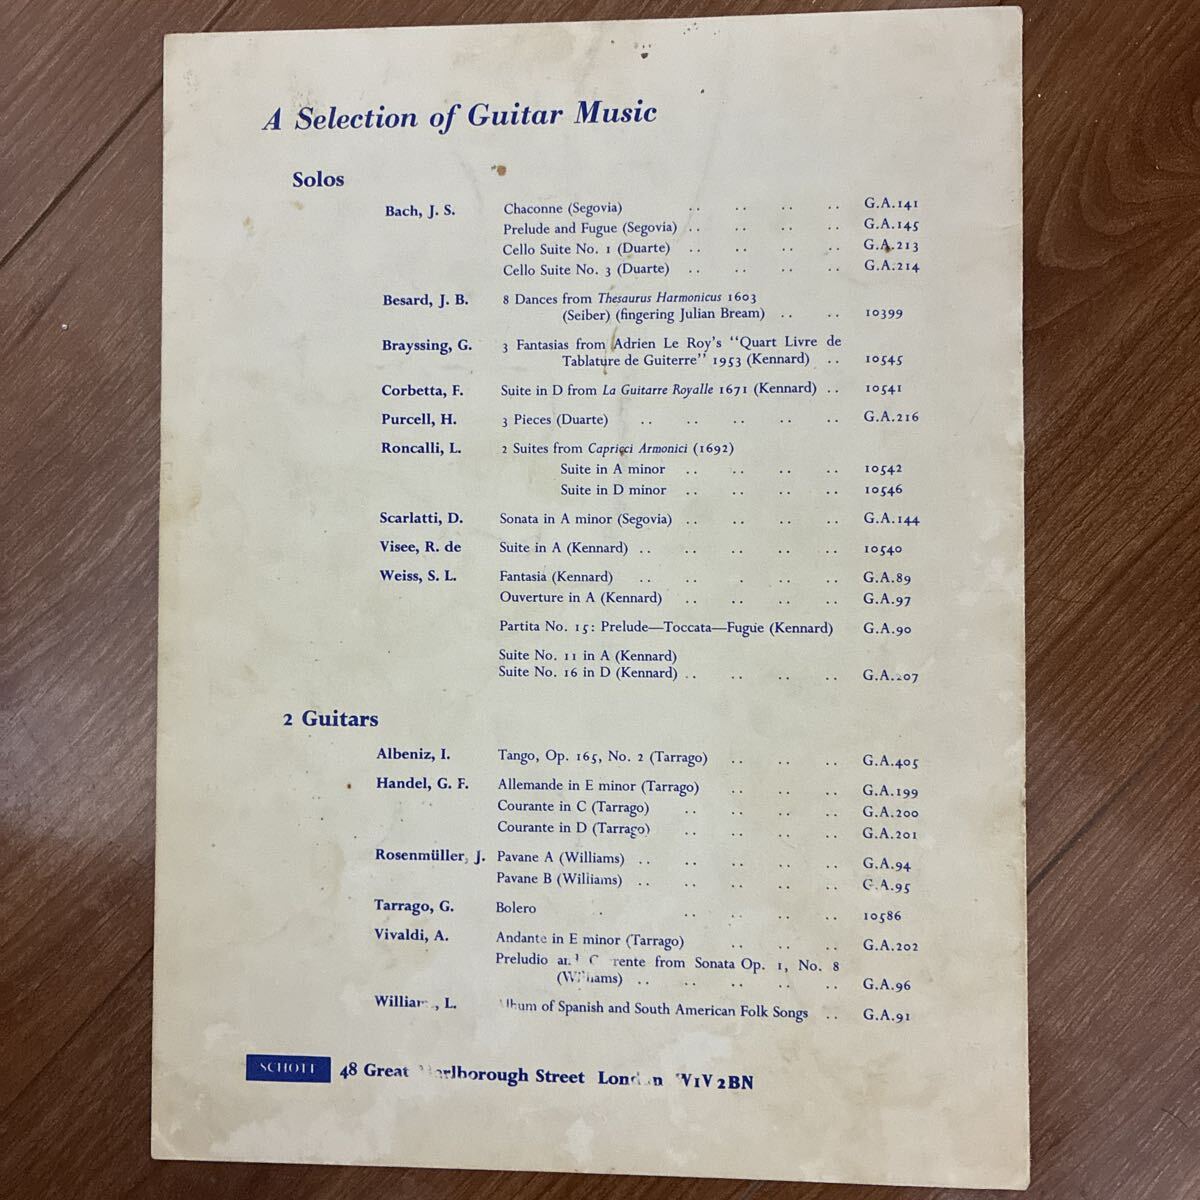 A Selection of Guitar Music
Solos
Bach, J. S. Chaconne (Segovia) .. .. .. .. G.A.141
Prelude and Fugue (Segovia) .. .. .. .. G.A.145
Cello Suite No. 1 (Duarte) .. .. .. .. G.A.213
Cello Suite No. 3 (Duarte) .. .. .. .. G.A.214
Besard, J. B. 8 Dances from Thesaurus Harmonicus 1603
(Seiber) (fingering Julian Bream) .. .. 10399
Brayssing, G. 3 Fantasias from Adrien Le Roy's "Quart Livre de
Tablature de Guiterre" 1953 (Kennard) .. 10545
Corbetta, F. Suite in D from La Guitarre Royalle 1671 (Kennard) .. 10541
Purcell, H. 3 Pieces (Duarte) .. .. .. .. .. G.A.216
Roncalli, L. 2 Suites from Capricci Armonici (1692)
Suite in A minor .. .. .. .. 10542
Suite in D minor .. .. .. .. 10546
Scarlatti, D. Sonata in A minor (Segovia) .. .. .. .. G.A.144
Visee, R. de Suite in A (Kennard) .. .. .. .. .. 10540
Weiss, S. L. Fantasia (Kennard) .. .. . .. .. G.A.89
Ouverture in A (Kennard) .. .. .. .. G.A.97
Partita No. 15: Prelude—Toccata—Fugue (Kennard) G.A.90
Suite No. 11 in A (Kennard)
Suite No. 16 in D (Kennard) .. .. .. .. G.A.207
2 Guitars
Albeniz, I. Tango, Op. 165, No. 2 (Tarrago) .. .. .. G.A.405
Handel, G. F. Allemande in E minor (Tarrago) .. .. .. G.A.199
Courante in C (Tarrago) .. .. .. .. G.A.200
Courante in D (Tarrago) .. .. .. .. G.A.201
Rosenmüller, J. Pavane A (Williams) .. .. .. .. .. G.A.94
Pavane B (Williams) .. .. .. .. .. G.A.95
Tarrago, G. Bolero . .. .. .. .. 10586
Vivaldi, A. Andante in E minor (Tarrago) .. .. .. G.A.202
Preludio and Corrente from Sonata Op. 1, No. 8
(Williams) .. .. .. .. .. G.A.96
Williams, L. Album of Spanish and South American Folk Songs .. G.A.91
SCHOTT 48 Great Marlborough Street London W1V 2BN